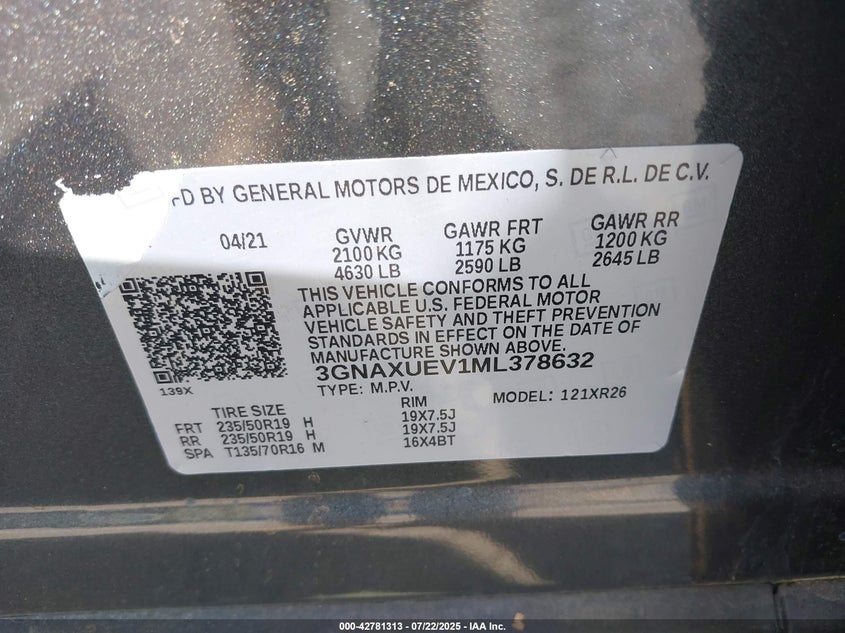 FD BY GENERAL MOTORS DE MEXICO, S. DE R.L. DE C.V.
04/21
GVWR
2100 KG
4630 LB
GAWR FRT
1175 KG
2590 LB
GAWR RR
1200 KG
2645 LB
THIS VEHICLE CONFORMS TO ALL
APPLICABLE U.S. FEDERAL MOTOR
VEHICLE SAFETY AND THEFT PREVENTION
STANDARDS IN EFFECT ON THE DATE OF
MANUFACTURE SHOWN ABOVE.
3GNAXUEV1ML378632
TYPE: M.P.V.
MODEL: 121XR26
139X
TIRE SIZE RIM
FRT 235/50R19 H 19X7.5J
RR 235/50R19 H 19X7.5J
SPA T135/70R16 M 16X4BT
000-42781313 - 07/22/2025 - IAA Inc.